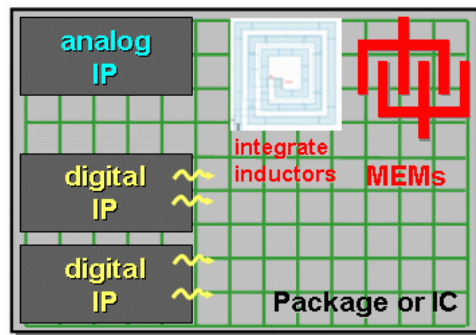 analog
IP
integrate
inductors
MEMs
digital
IP
digital
IP
Package or IC